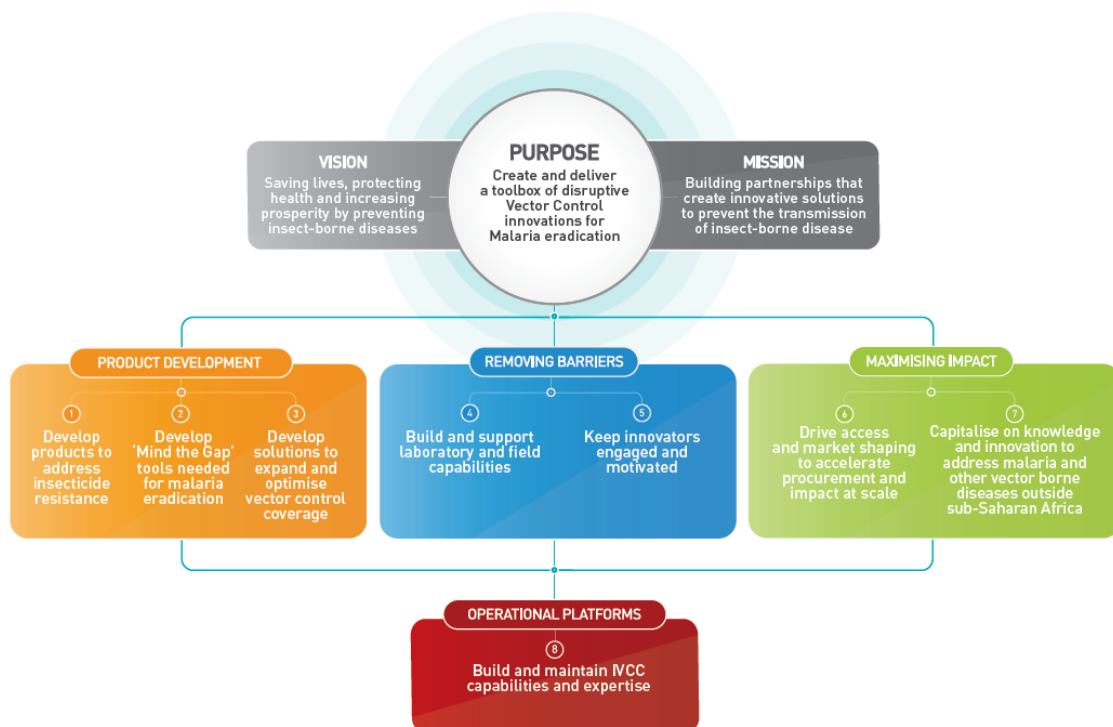 VISION
Saving lives, protecting
health and increasing
prosperity by preventing
insect-borne diseases
PURPOSE
Create and deliver
a toolbox of disruptive
Vector Control
innovations for
Malaria eradication
MISSION
Building partnerships that
create innovative solutions
to prevent the transmission
of insect-borne disease
PRODUCT DEVELOPMENT
1
Develop
products to
address
insecticide
resistance
2
Develop
‘Mind the Gap’
tools needed
for malaria
eradication
3
Develop
solutions to
expand and
optimise
vector control
coverage
REMOVING BARRIERS
4
Build and support
laboratory and field
capabilities
5
Keep innovators
engaged and
motivated
MAXIMISING IMPACT
6
Drive access
and market shaping
to accelerate
procurement and
impact at scale
7
Capitalise on knowledge
and innovation to
address malaria and
other vector borne
diseases outside
sub-Saharan Africa
OPERATIONAL PLATFORMS
8
Build and maintain IVCC
capabilities and expertise